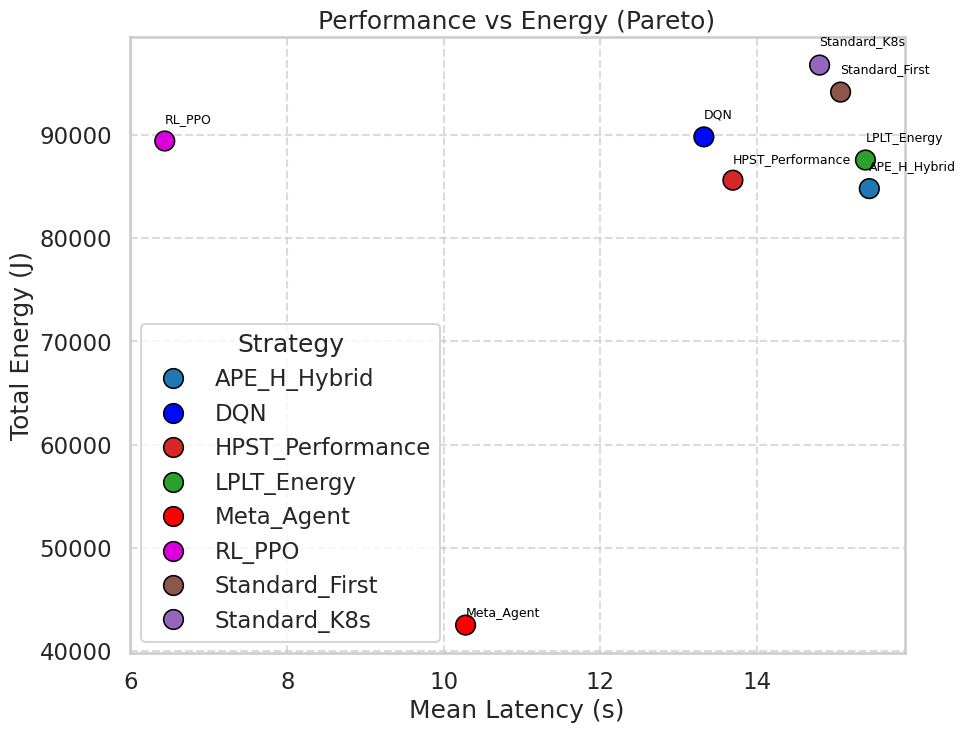 Performance vs Energy (Pareto)
Standard_K8s
Standard_First
RL_PPO
DQN
LPLT_Energy
HPST_Performance
APE_H_Hybrid
Meta_Agent
Total Energy (J)
90000
80000
70000
60000
50000
40000
Strategy
APE_H_Hybrid
DQN
HPST_Performance
LPLT_Energy
Meta_Agent
RL_PPO
Standard_First
Standard_K8s
6 8 10 12 14
Mean Latency (s)